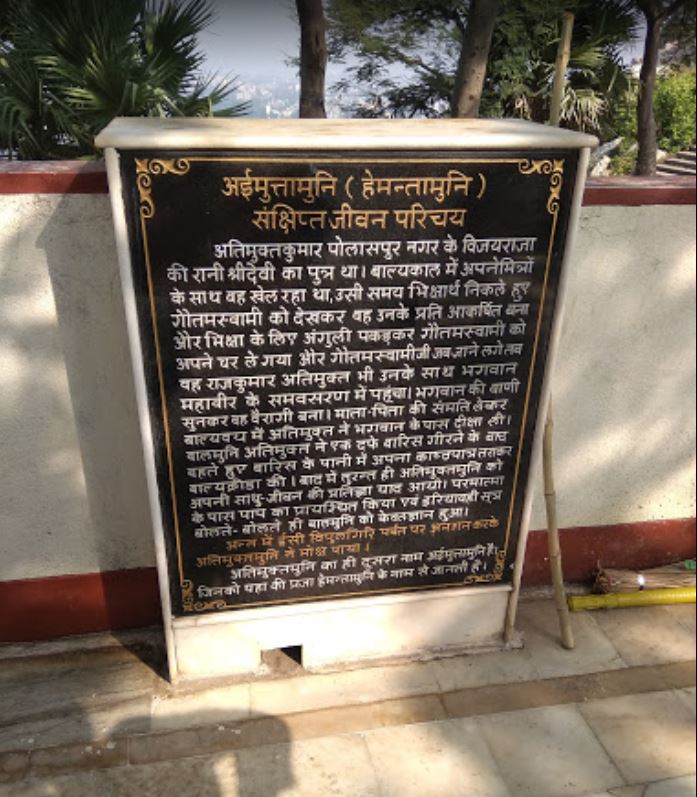 अईमुत्तामुनि ( हेमन्तामुनि )
संक्षिप्त जीवन परिचय
अतिमुक्तकुमार पोलासपुर नगर के विजयराजा
की रानी श्रीदेवी का पुत्र था। बाल्यकाल में अपनेमित्रों
के साथ वह खेल रहा था,उसी समय भिक्षार्थ निकले हुए
गौतमस्वामी को देखकर वह उनके प्रति आकर्षित बना
और भिक्षा के लिए अंगुली पकड़कर गौतमस्वामी को
अपने घर ले गया और गौतमस्वामीजी जब जाने लगे तब
वह राजकुमार अतिमुक्त भी उनके साथ भगवान
महावीर के समवसरण में पहुंचा। भगवान की वाणी
सुनकर वह वैरागी बना। माता-पिता की संमति लेकर
बाल्यवय में अतिमुक्त ने भगवान के पास दीक्षा ली।
बालमुनि अतिमुक्त ने एक दफे बारिस गीरने के बाद
बहते हुए बारिस के पानी में अपना काष्ठपात्र तराकर
बाल्यक्रीडा की। बाद में तुरन्त ही अतिमुक्तमुनि को
अपनी साधु-जीवन की प्रतिज्ञा याद आयी। परमात्मा
के पास पाप का प्रायश्चित किया एवं इरियावही सूत्र
बोलते- बोलते ही बालमुनि को केवलज्ञान हुआ।
अन्त में ईसी विपुलगिरि पर्वत पर अनशन करके
अतिमुक्तमुनि ने मोक्ष पाया।
अतिमुक्तमुनि का ही दुसरा नाम अईमुत्तामुनि है।
जिनको यहा की प्रजा हेमन्तामुनि के नाम से जानती है।